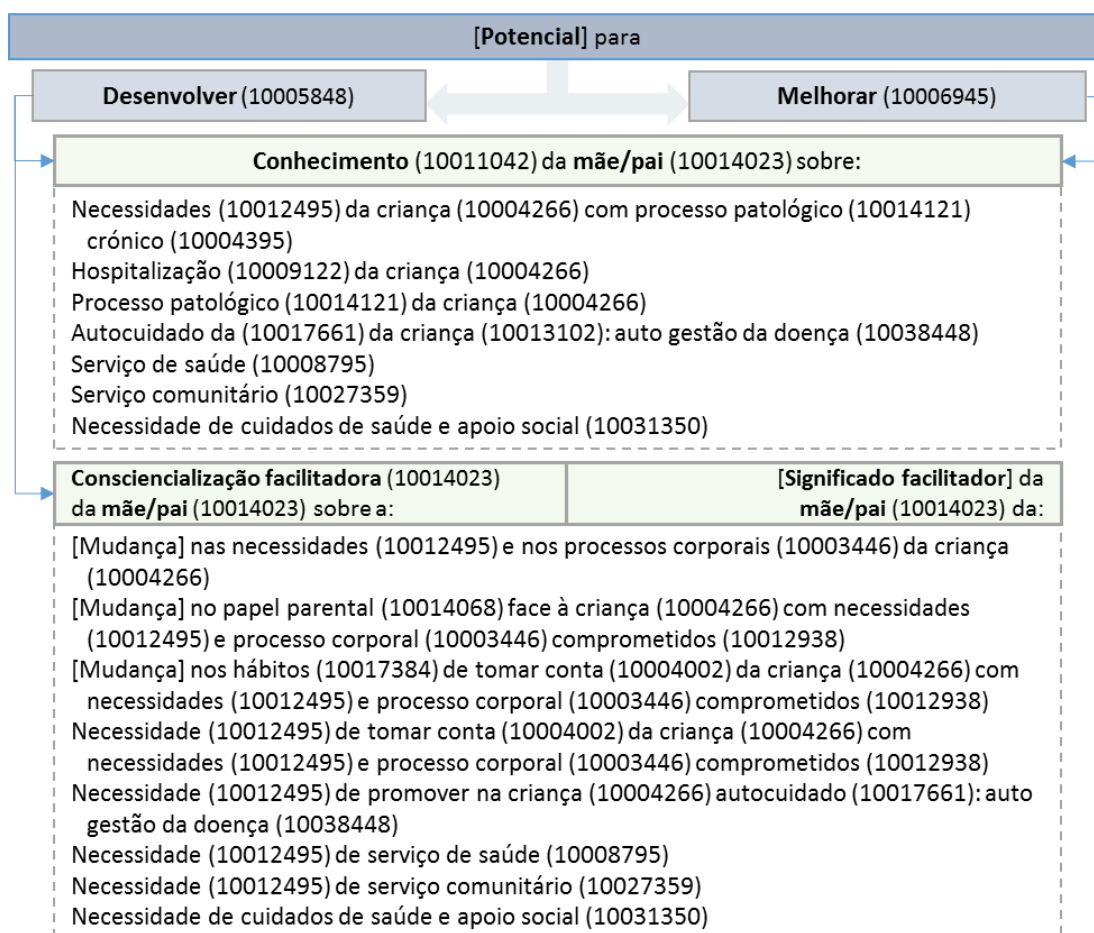 [Potencial] para
Desenvolver (10005848)
Melhorar (10006945)
Conhecimento (10011042) da mãe/pai (10014023) sobre:
Necessidades (10012495) da criança (10004266) com processo patológico (10014121)
crónico (10004395)
Hospitalização (10009122) da criança (10004266)
Processo patológico (10014121) da criança (10004266)
Autocuidado da (10017661) da criança (10013102): auto gestão da doença (10038448)
Serviço de saúde (10008795)
Serviço comunitário (10027359)
Necessidade de cuidados de saúde e apoio social (10031350)
Consciencialização facilitadora (10014023)
da mãe/pai (10014023) sobre a:
[Significado facilitador] da
mãe/pai (10014023) da:
[Mudança] nas necessidades (10012495) e nos processos corporais (10003446) da criança
(10004266)
[Mudança] no papel parental (10014068) face à criança (10004266) com necessidades
(10012495) e processo corporal (10003446) comprometidos (10012938)
[Mudança] nos hábitos (10017384) de tomar conta (10004002) da criança (10004266) com
necessidades (10012495) e processo corporal (10003446) comprometidos (10012938)
Necessidade (10012495) de tomar conta (10004002) da criança (10004266) com
necessidades (10012495) e processo corporal (10003446) comprometidos (10012938)
Necessidade (10012495) de promover na criança (10004266) autocuidado (10017661): auto
gestão da doença (10038448)
Necessidade (10012495) de serviço de saúde (10008795)
Necessidade (10012495) de serviço comunitário (10027359)
Necessidade de cuidados de saúde e apoio social (10031350)